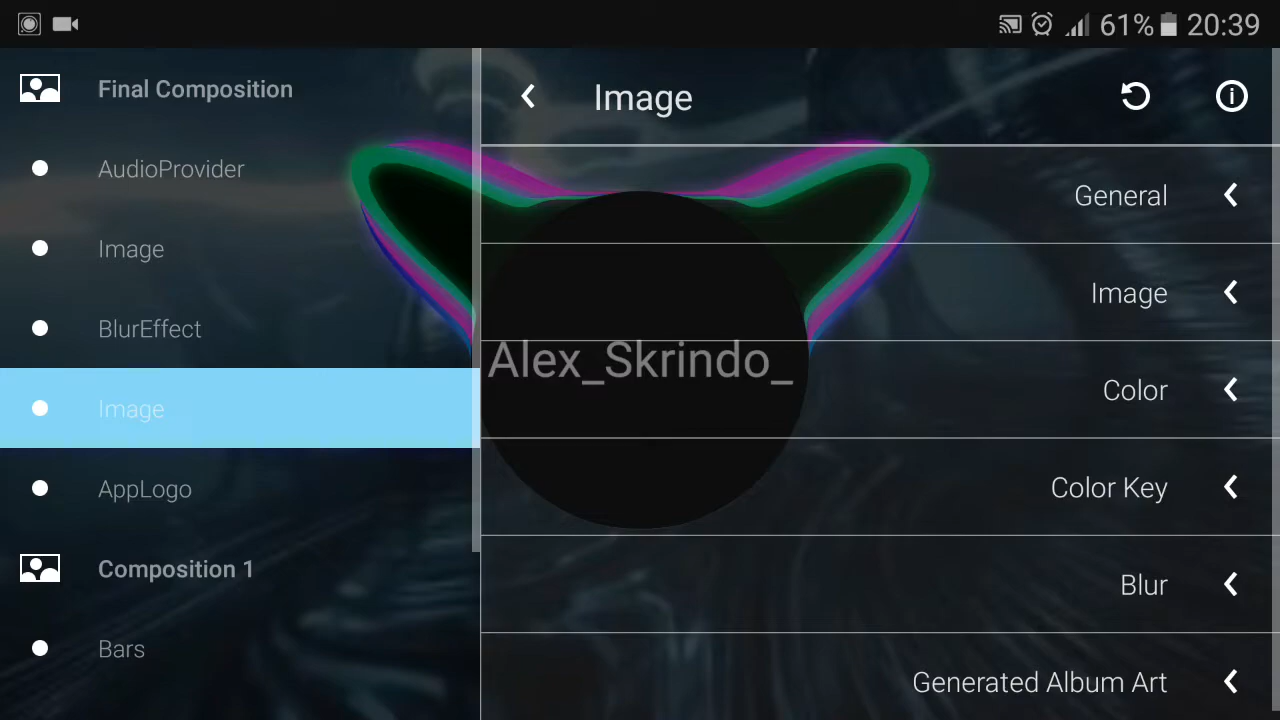 61% 20:39
Final Composition
AudioProvider
Image
BlurEffect
Image
AppLogo
Composition 1
Bars
Image
General
Image
Color
Color Key
Blur
Generated Album Art
Alex_Skrindo_